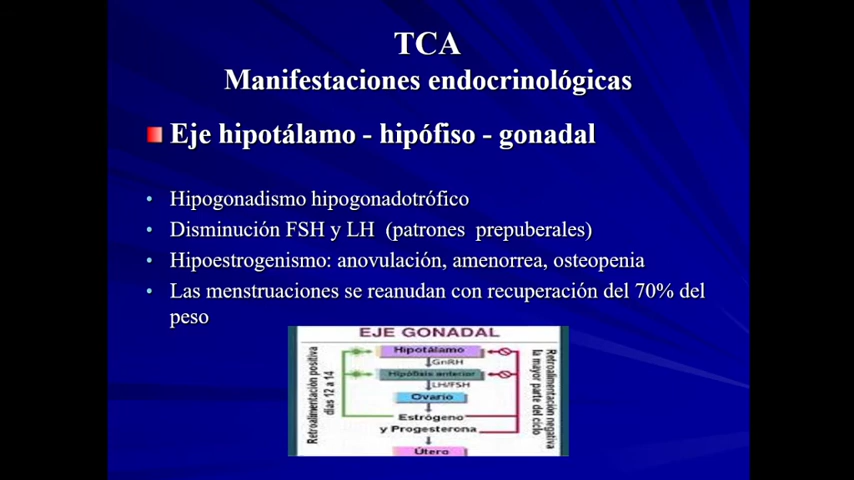 TCA
Manifestaciones endocrinológicas
Eje hipotálamo - hipófiso - gonadal
Hipogonadismo hipogonadotrófico
Disminución FSH y LH (patrones prepuberales)
Hipoestrogenismo: anovulación, amenorrea, osteopenia
Las menstruaciones se reanudan con recuperación del 70% del
peso
EJE GONADAL
Hipotálamo
GnRH
Hipófisis anterior
LH/FSH
Ovario
Estrógeno
y Progesterona
Útero
Retroalimentación positiva
días 12 a 14
Retroalimentación negativa
la mayor parte del ciclo